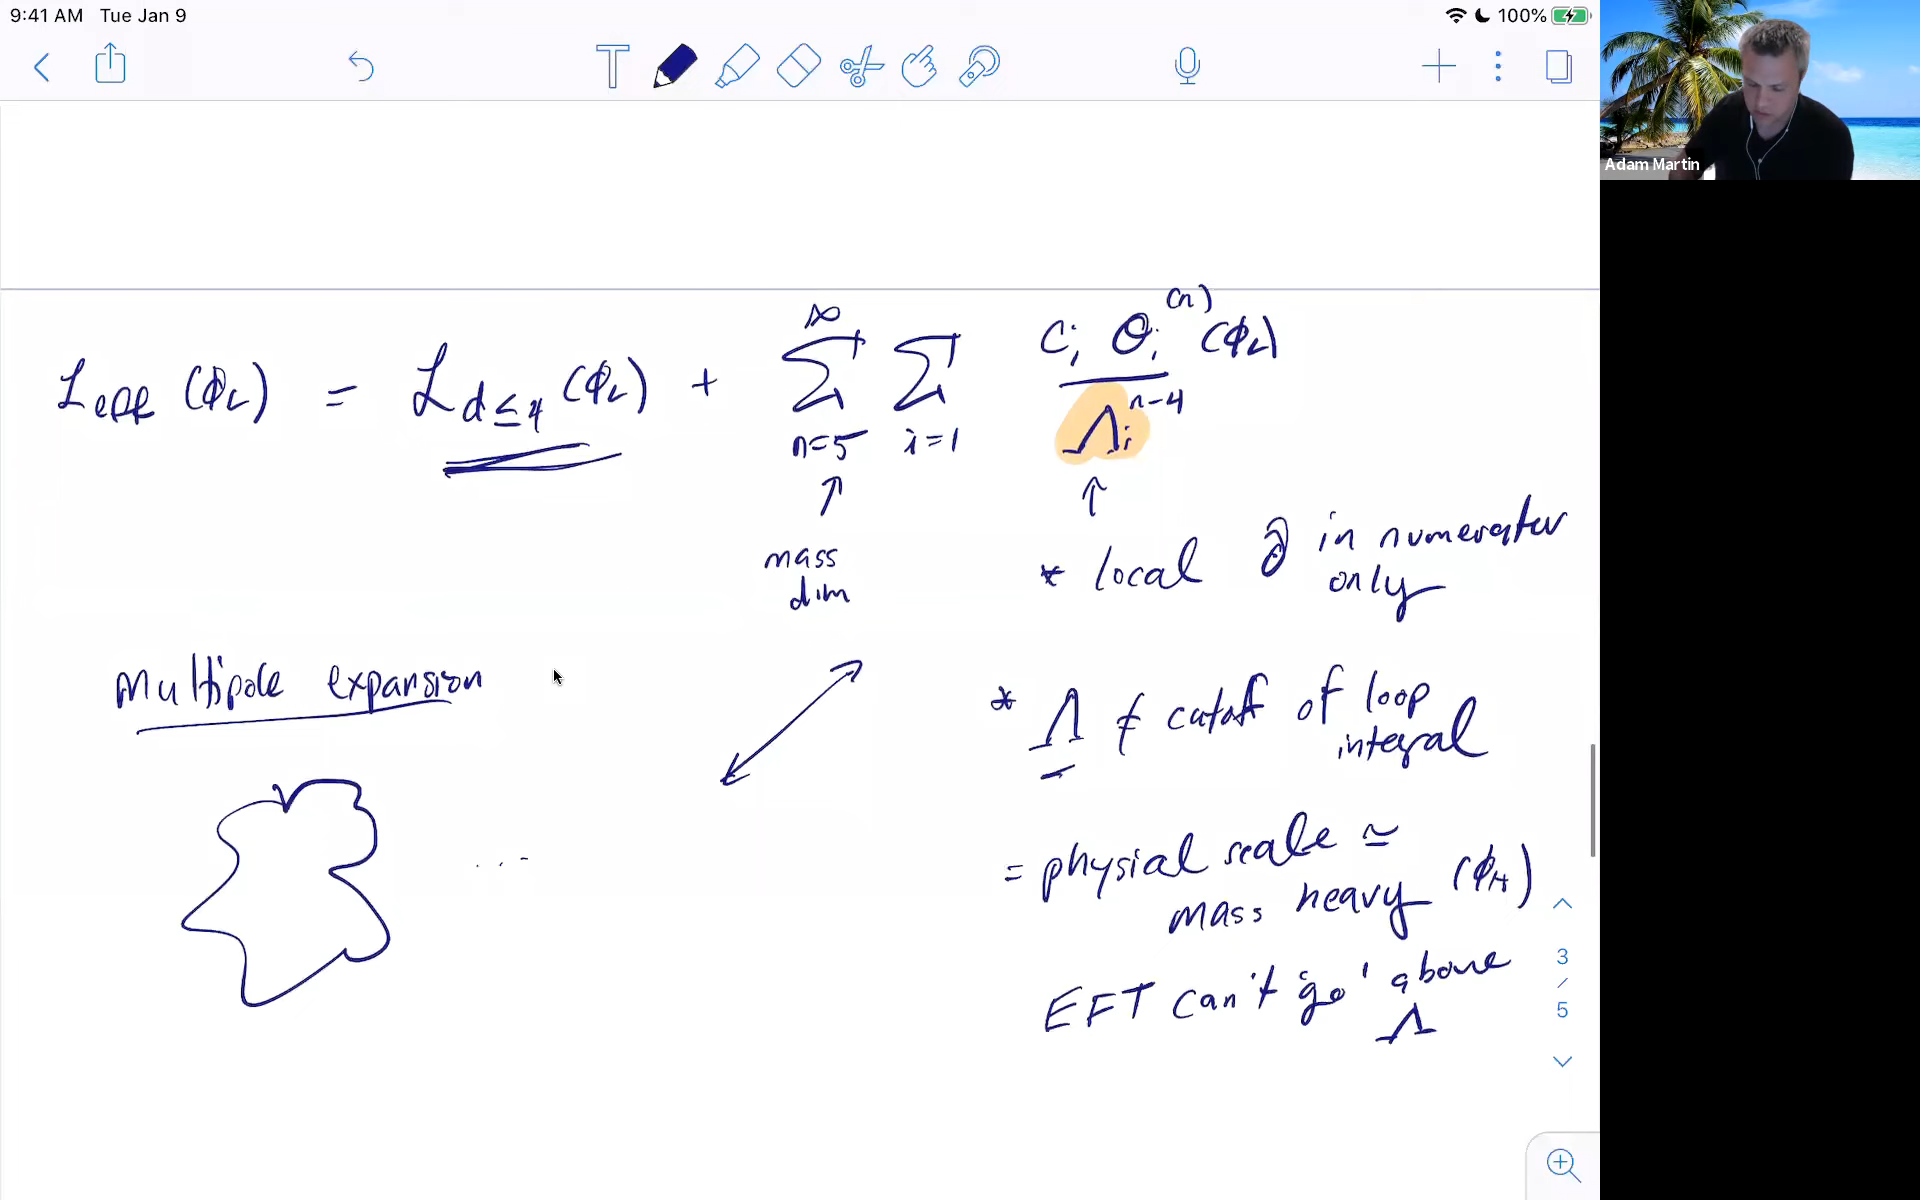 9:41 AM Tue Jan 9
100%
Adam Martin
L_eff (ϕ_L) = L_{d≤4} (ϕ_L) + ∑_{n=5}^{∞} ∑_{i=1} C_i O_i^{(n)} (ϕ_L) / Λ_i^{n-4}
↑ mass dim
↑
* local ∂ in numerator only
Multipole expansion
* Λ ≠ cutoff of loop integral
= physial scale ≃ mass heavy (ϕ_H)
EFT can't 'go' above Λ
3 / 5